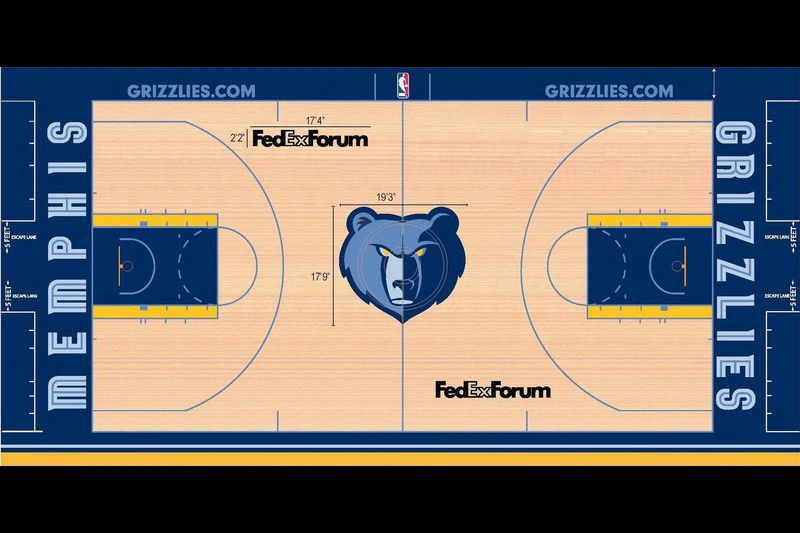 GRIZZLIES.COM
GRIZZLIES.COM
17'4"
2'2"
FedExForum
MEMPHIS
GRIZZLIES
19'3"
17'9"
5 FEET
ESCAPE LANE
5 FEET
ESCAPE LANE
ESCAPE LANE
5 FEET
ESCAPE LANE
5 FEET
FedExForum